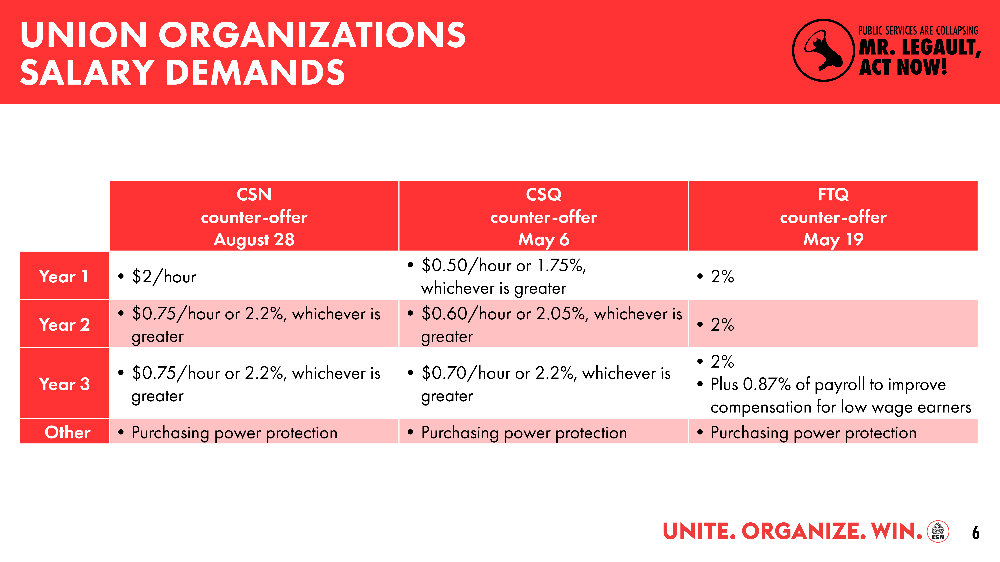 UNION ORGANIZATIONS
SALARY DEMANDS
PUBLIC SERVICES ARE COLLAPSING
MR. LEGAULT,
ACT NOW!
CSN
counter-offer
August 28
CSQ
counter-offer
May 6
FTQ
counter-offer
May 19
Year 1
• $2/hour
• $0.50/hour or 1.75%,
whichever is greater
• 2%
Year 2
• $0.75/hour or 2.2%, whichever is
greater
• $0.60/hour or 2.05%, whichever is
greater
• 2%
Year 3
• $0.75/hour or 2.2%, whichever is
greater
• $0.70/hour or 2.2%, whichever is
greater
• 2%
• Plus 0.87% of payroll to improve
compensation for low wage earners
Other
• Purchasing power protection
• Purchasing power protection
• Purchasing power protection
UNITE. ORGANIZE. WIN.
CSN
6